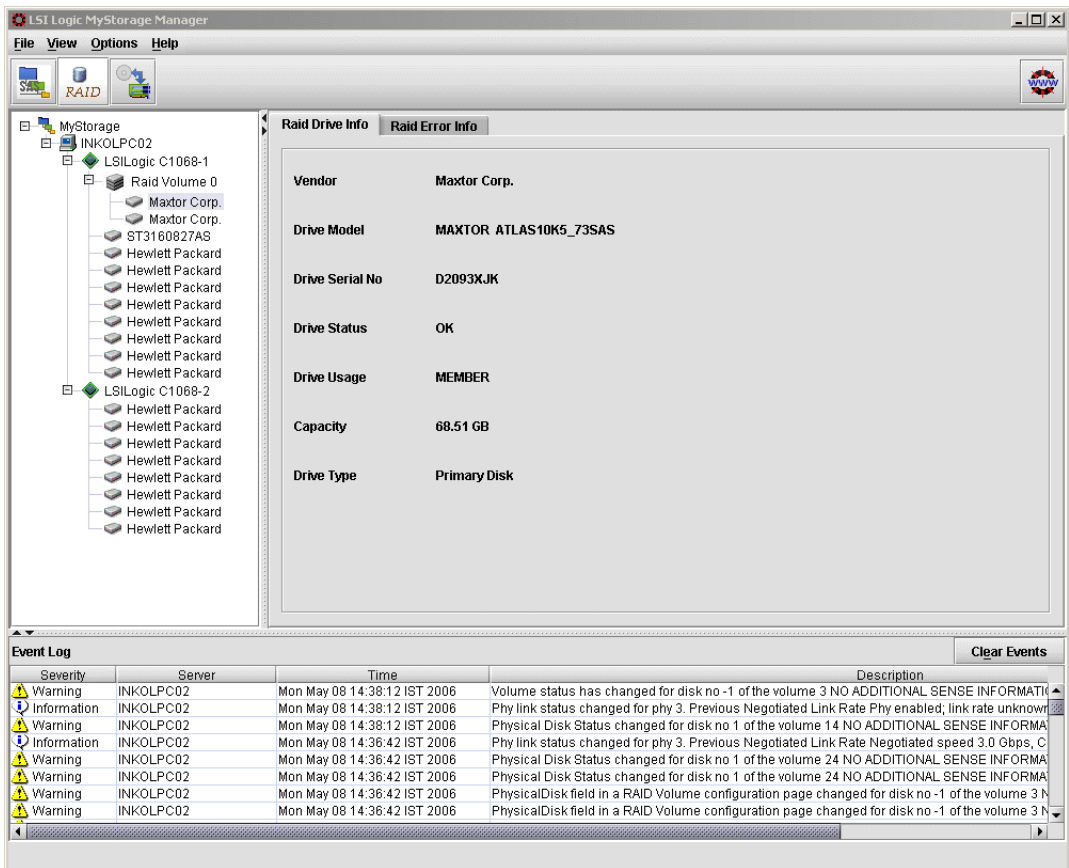 LSI Logic MyStorage Manager
File View Options Help
SAS
RAID
WWW
MyStorage
INKOLPC02
LSILogic C1068-1
Raid Volume 0
Maxtor Corp.
Maxtor Corp.
ST3160827AS
Hewlett Packard
Hewlett Packard
Hewlett Packard
Hewlett Packard
Hewlett Packard
Hewlett Packard
Hewlett Packard
Hewlett Packard
LSILogic C1068-2
Hewlett Packard
Hewlett Packard
Hewlett Packard
Hewlett Packard
Hewlett Packard
Hewlett Packard
Hewlett Packard
Hewlett Packard
Raid Drive Info Raid Error Info
Vendor Maxtor Corp.
Drive Model MAXTOR ATLAS10K5_73SAS
Drive Serial No D2093XJK
Drive Status OK
Drive Usage MEMBER
Capacity 68.51 GB
Drive Type Primary Disk
Event Log Clear Events
Severity Server Time Description
Warning INKOLPC02 Mon May 08 14:38:12 IST 2006 Volume status has changed for disk no -1 of the volume 3 NO ADDITIONAL SENSE INFORMATI
Information INKOLPC02 Mon May 08 14:38:12 IST 2006 Phy link status changed for phy 3. Previous Negotiated Link Rate Phy enabled; link rate unknown
Warning INKOLPC02 Mon May 08 14:38:12 IST 2006 Physical Disk Status changed for disk no 1 of the volume 14 NO ADDITIONAL SENSE INFORMA
Information INKOLPC02 Mon May 08 14:36:42 IST 2006 Phy link status changed for phy 3. Previous Negotiated Link Rate Negotiated speed 3.0 Gbps, C
Warning INKOLPC02 Mon May 08 14:36:42 IST 2006 Physical Disk Status changed for disk no 1 of the volume 24 NO ADDITIONAL SENSE INFORMA
Warning INKOLPC02 Mon May 08 14:36:42 IST 2006 Physical Disk Status changed for disk no 1 of the volume 24 NO ADDITIONAL SENSE INFORMA
Warning INKOLPC02 Mon May 08 14:36:42 IST 2006 PhysicalDisk field in a RAID Volume configuration page changed for disk no -1 of the volume 3 N
Warning INKOLPC02 Mon May 08 14:36:42 IST 2006 PhysicalDisk field in a RAID Volume configuration page changed for disk no -1 of the volume 3 N